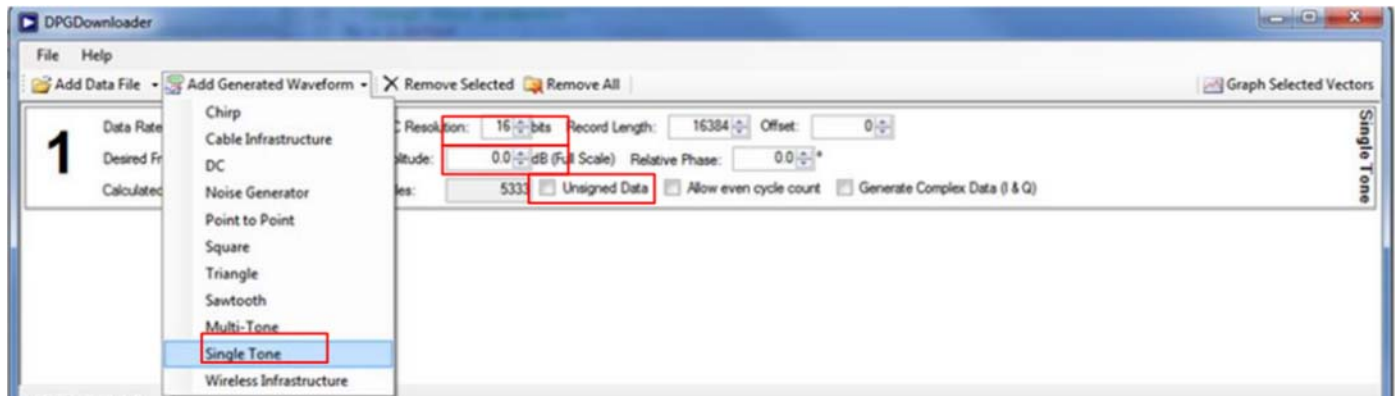 DPGDownloader
File Help
Add Data File Add Generated Waveform Remove Selected Remove All Graph Selected Vectors
1
Data Rate C Resolution: 16 bits Record Length: 16384 Offset: 0
Desired Fr plitude: 0.0 dB (Full Scale) Relative Phase: 0.0 °
Calculated les: 5333 Unsigned Data Allow even cycle count Generate Complex Data (I & Q)
Single Tone
Chirp
Cable Infrastructure
DC
Noise Generator
Point to Point
Square
Triangle
Sawtooth
Multi-Tone
Single Tone
Wireless Infrastructure